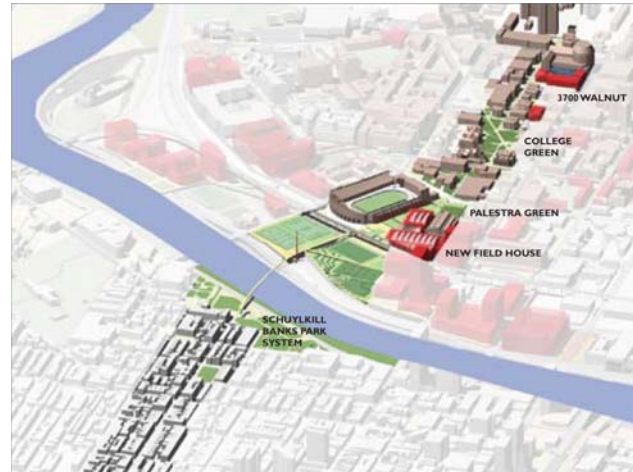 3700 WALNUT
COLLEGE
GREEN
PALESTRA GREEN
NEW FIELD HOUSE
SCHUYLKILL
BANKS PARK
SYSTEM